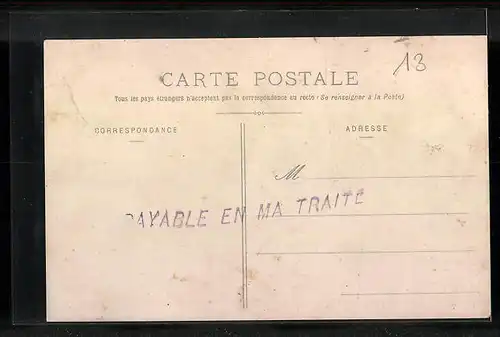 13
CARTE POSTALE
Tous les pays étrangers n'acceptent pas la correspondance au recto (Se renseigner à la Poste)
CORRESPONDANCE
ADRESSE
M
PAYABLE EN MA TRAITE